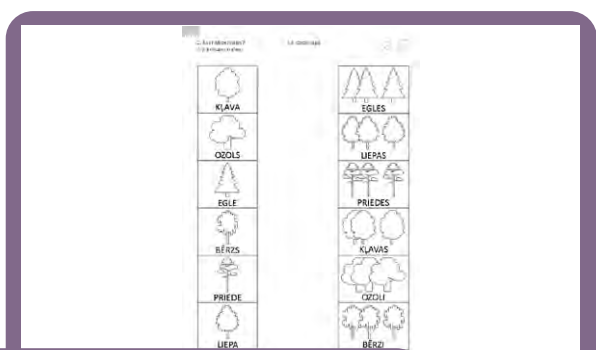 KĻAVA
OZOLS
EGLE
BĒRZS
PRIEDE
LIEPA
EGLES
LIEPAS
PRIEDES
KĻAVAS
OZOLI
BĒRZI